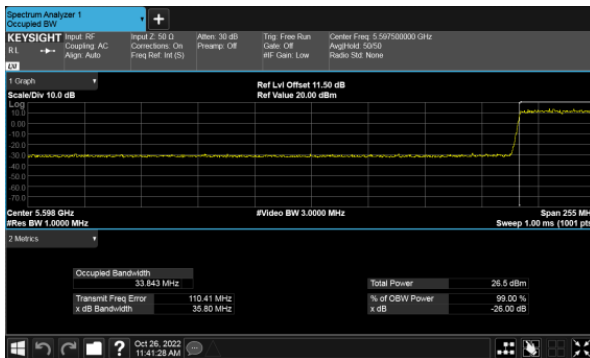 Spectrum Analyzer 1
Occupied BW
KEYSIGHT Input: RF Input Z: 50 Ω Atten: 30 dB Trig: Free Run Center Freq: 5.597500000 GHz
R L Coupling: AC Corrections: On Preamp: Off Gate: Off Avg|Hold: 50/50
Align: Auto Freq Ref: Int (S) #IF Gain: Low Radio Std: None
1 Graph
Ref Lvl Offset 11.50 dB
Scale/Div 10.0 dB Ref Value 20.00 dBm
Log
10.0
0.00
-10.0
-20.0
-30.0
-40.0
-50.0
-60.0
-70.0
Center 5.598 GHz #Video BW 3.0000 MHz Span 255 MH
#Res BW 1.0000 MHz Sweep 1.00 ms (1001 pts
2 Metrics
Occupied Bandwidth
33.843 MHz Total Power 26.5 dBm
Transmit Freq Error 110.41 MHz % of OBW Power 99.00 %
x dB Bandwidth 35.80 MHz x dB -26.00 dB
Oct 26, 2022
11:41:28 AM